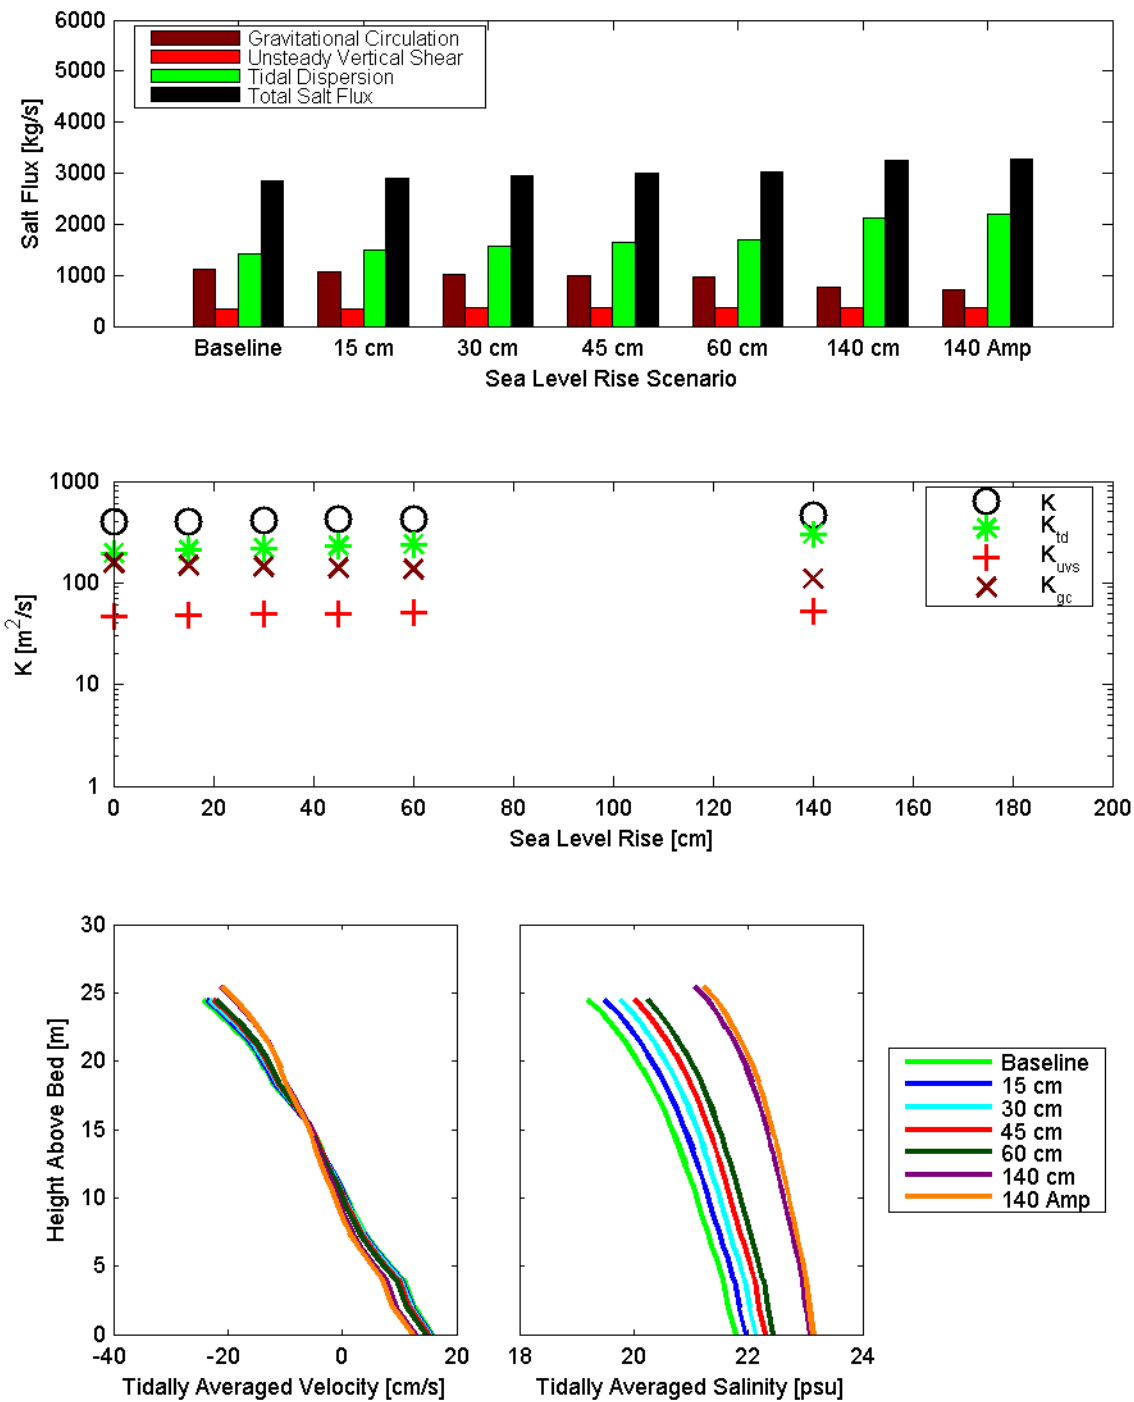 6000
5000
4000
3000
2000
1000
0
Salt Flux [kg/s]
Gravitational Circulation
Unsteady Vertical Shear
Tidal Dispersion
Total Salt Flux
Baseline 15 cm 30 cm 45 cm 60 cm 140 cm 140 Amp
Sea Level Rise Scenario
1000
100
10
1
K [m²/s]
K
K_td
K_uvs
K_gc
0 20 40 60 80 100 120 140 160 180 200
Sea Level Rise [cm]
30
25
20
15
10
5
0
Height Above Bed [m]
-40 -20 0 20
Tidally Averaged Velocity [cm/s]
18 20 22 24
Tidally Averaged Salinity [psu]
Baseline
15 cm
30 cm
45 cm
60 cm
140 cm
140 Amp